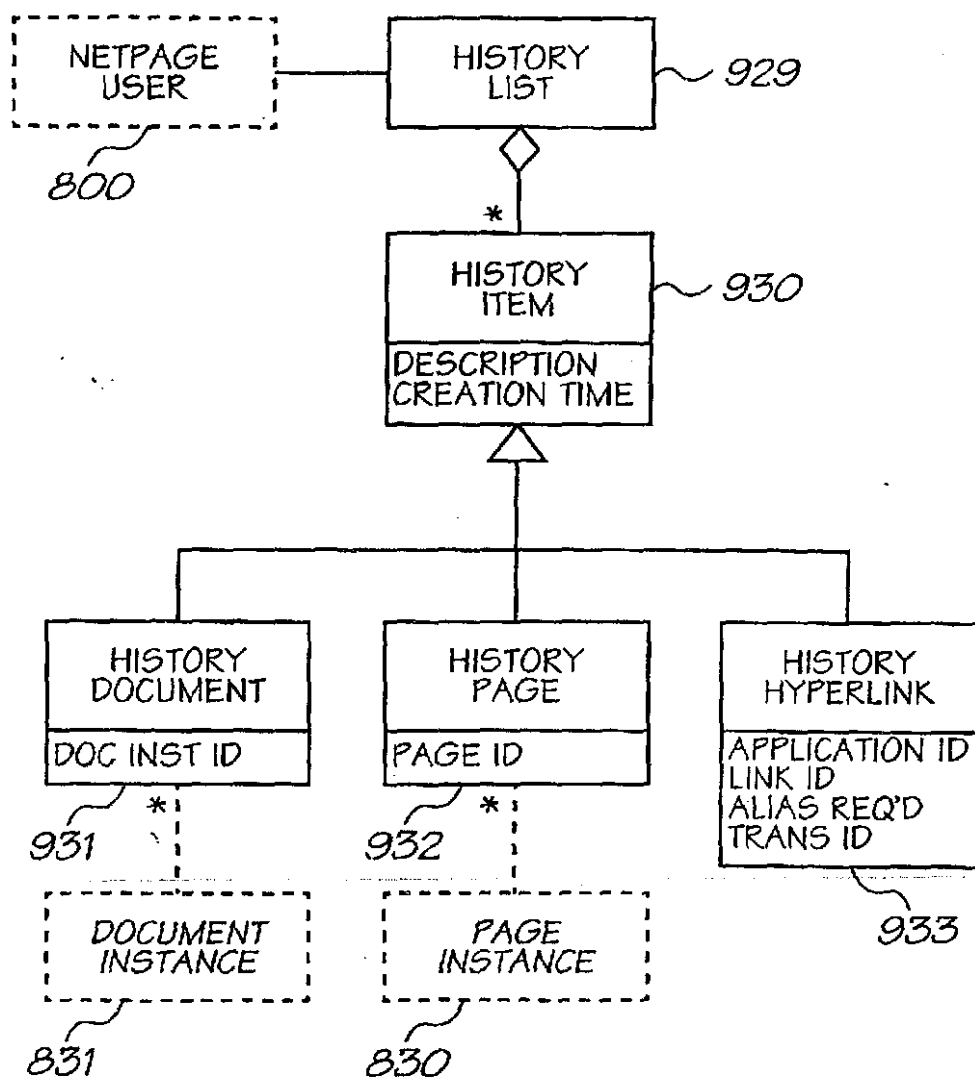 NETPAGE
USER
HISTORY
LIST
929
800
*
HISTORY
ITEM
930
DESCRIPTION
CREATION TIME
HISTORY
DOCUMENT
HISTORY
PAGE
HISTORY
HYPERLINK
DOC INST ID
PAGE ID
APPLICATION ID
LINK ID
ALIAS REQ'D
TRANS ID
*
*
931
932
933
DOCUMENT
INSTANCE
PAGE
INSTANCE
831
830